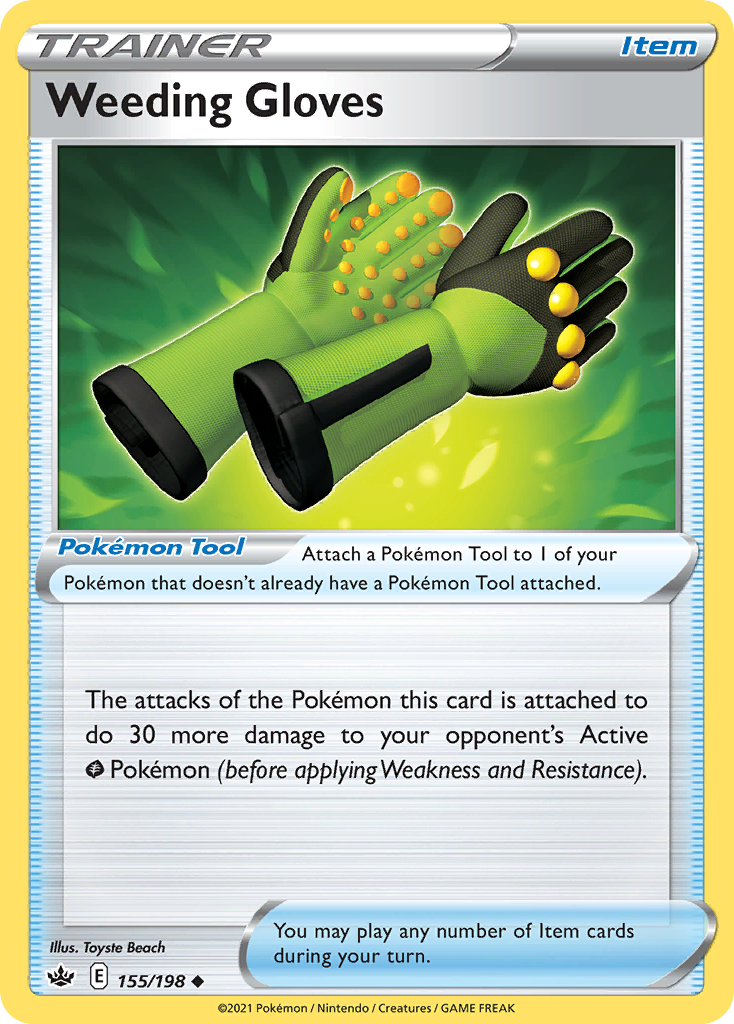 TRAINER
Item
Weeding Gloves
Pokémon Tool
Attach a Pokémon Tool to 1 of your
Pokémon that doesn't already have a Pokémon Tool attached.
The attacks of the Pokémon this card is attached to
do 30 more damage to your opponent's Active
Pokémon (before applying Weakness and Resistance).
You may play any number of Item cards
during your turn.
Illus. Toyste Beach
E
155/198
©2021 Pokémon / Nintendo / Creatures / GAME FREAK